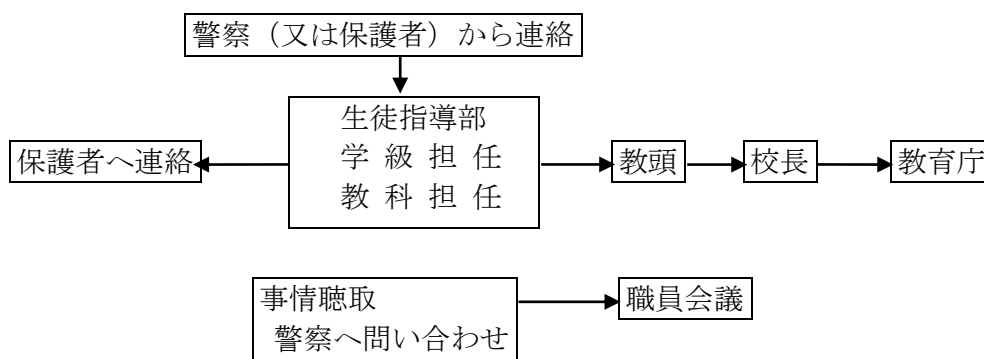 警察（又は保護者）から連絡
生徒指導部
学 級 担 任
教 科 担 任
保護者へ連絡
教頭
校長
教育庁
事情聴取
警察へ問い合わせ
職員会議